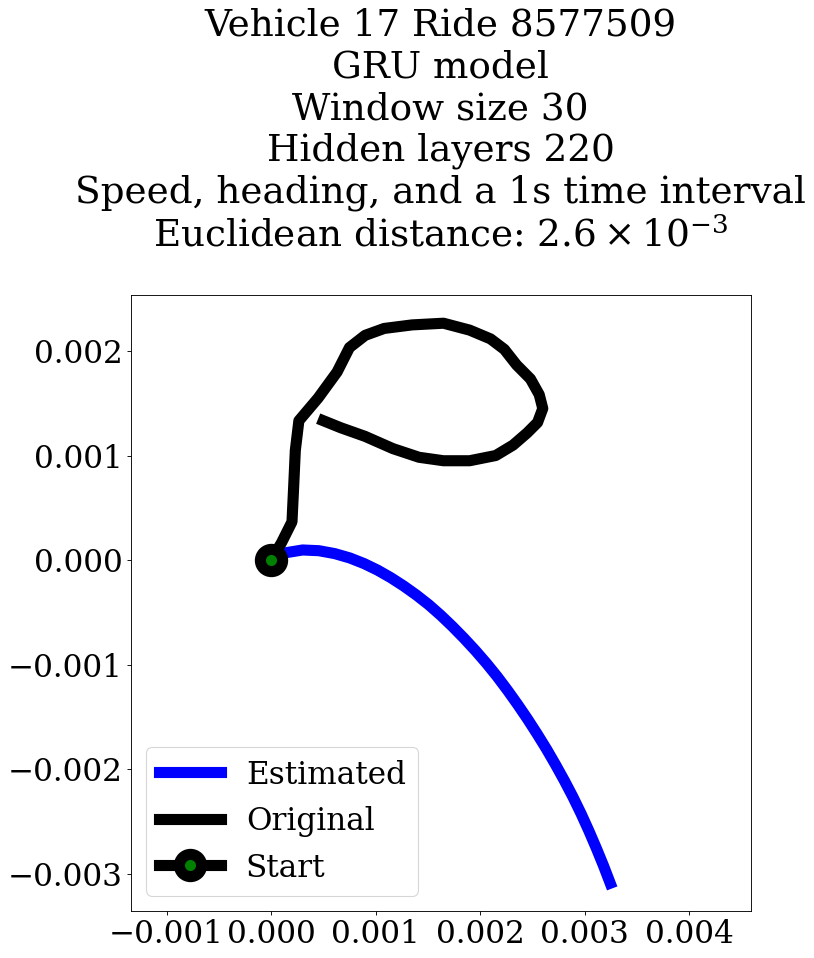 Vehicle 17 Ride 8577509
GRU model
Window size 30
Hidden layers 220
Speed, heading, and a 1s time interval
Euclidean distance: 2.6 × 10⁻³
0.002
0.001
0.000
−0.001
−0.002
−0.003
Estimated
Original
Start
−0.001 0.000 0.001 0.002 0.003 0.004